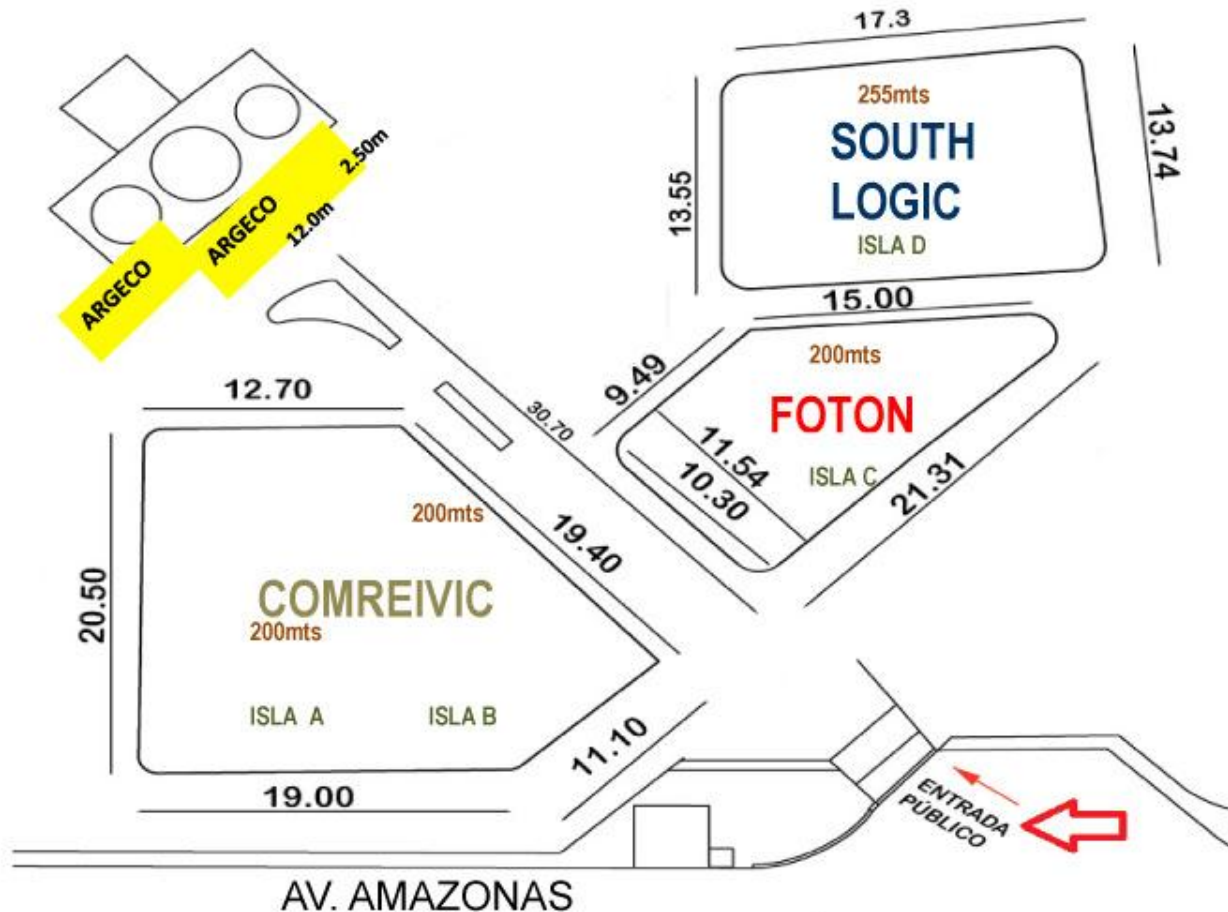 17.3
255mts
SOUTH
LOGIC
ISLA D
13.55
13.74
2.50m
ARGECO
12.0m
ARGECO
15.00
200mts
9.49
FOTON
11.54
10.30
ISLA C
21.31
30.70
12.70
200mts
19.40
COMREIVIC
200mts
20.50
ISLA A
ISLA B
11.10
19.00
ENTRADA
PÚBLICO
AV. AMAZONAS